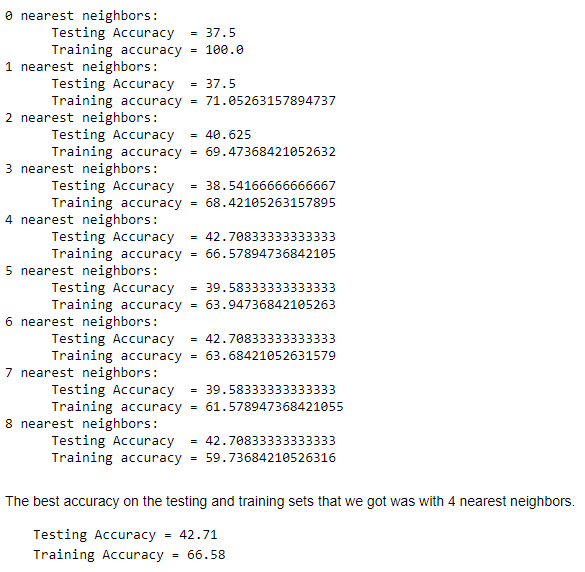 0 nearest neighbors:
Testing Accuracy = 37.5
Training accuracy = 100.0
1 nearest neighbors:
Testing Accuracy = 37.5
Training accuracy = 71.05263157894737
2 nearest neighbors:
Testing Accuracy = 40.625
Training accuracy = 69.47368421052632
3 nearest neighbors:
Testing Accuracy = 38.54166666666667
Training accuracy = 68.42105263157895
4 nearest neighbors:
Testing Accuracy = 42.70833333333333
Training accuracy = 66.57894736842105
5 nearest neighbors:
Testing Accuracy = 39.58333333333333
Training accuracy = 63.94736842105263
6 nearest neighbors:
Testing Accuracy = 42.70833333333333
Training accuracy = 63.68421052631579
7 nearest neighbors:
Testing Accuracy = 39.58333333333333
Training accuracy = 61.578947368421055
8 nearest neighbors:
Testing Accuracy = 42.70833333333333
Training accuracy = 59.73684210526316
The best accuracy on the testing and training sets that we got was with 4 nearest neighbors.
Testing Accuracy = 42.71
Training Accuracy = 66.58